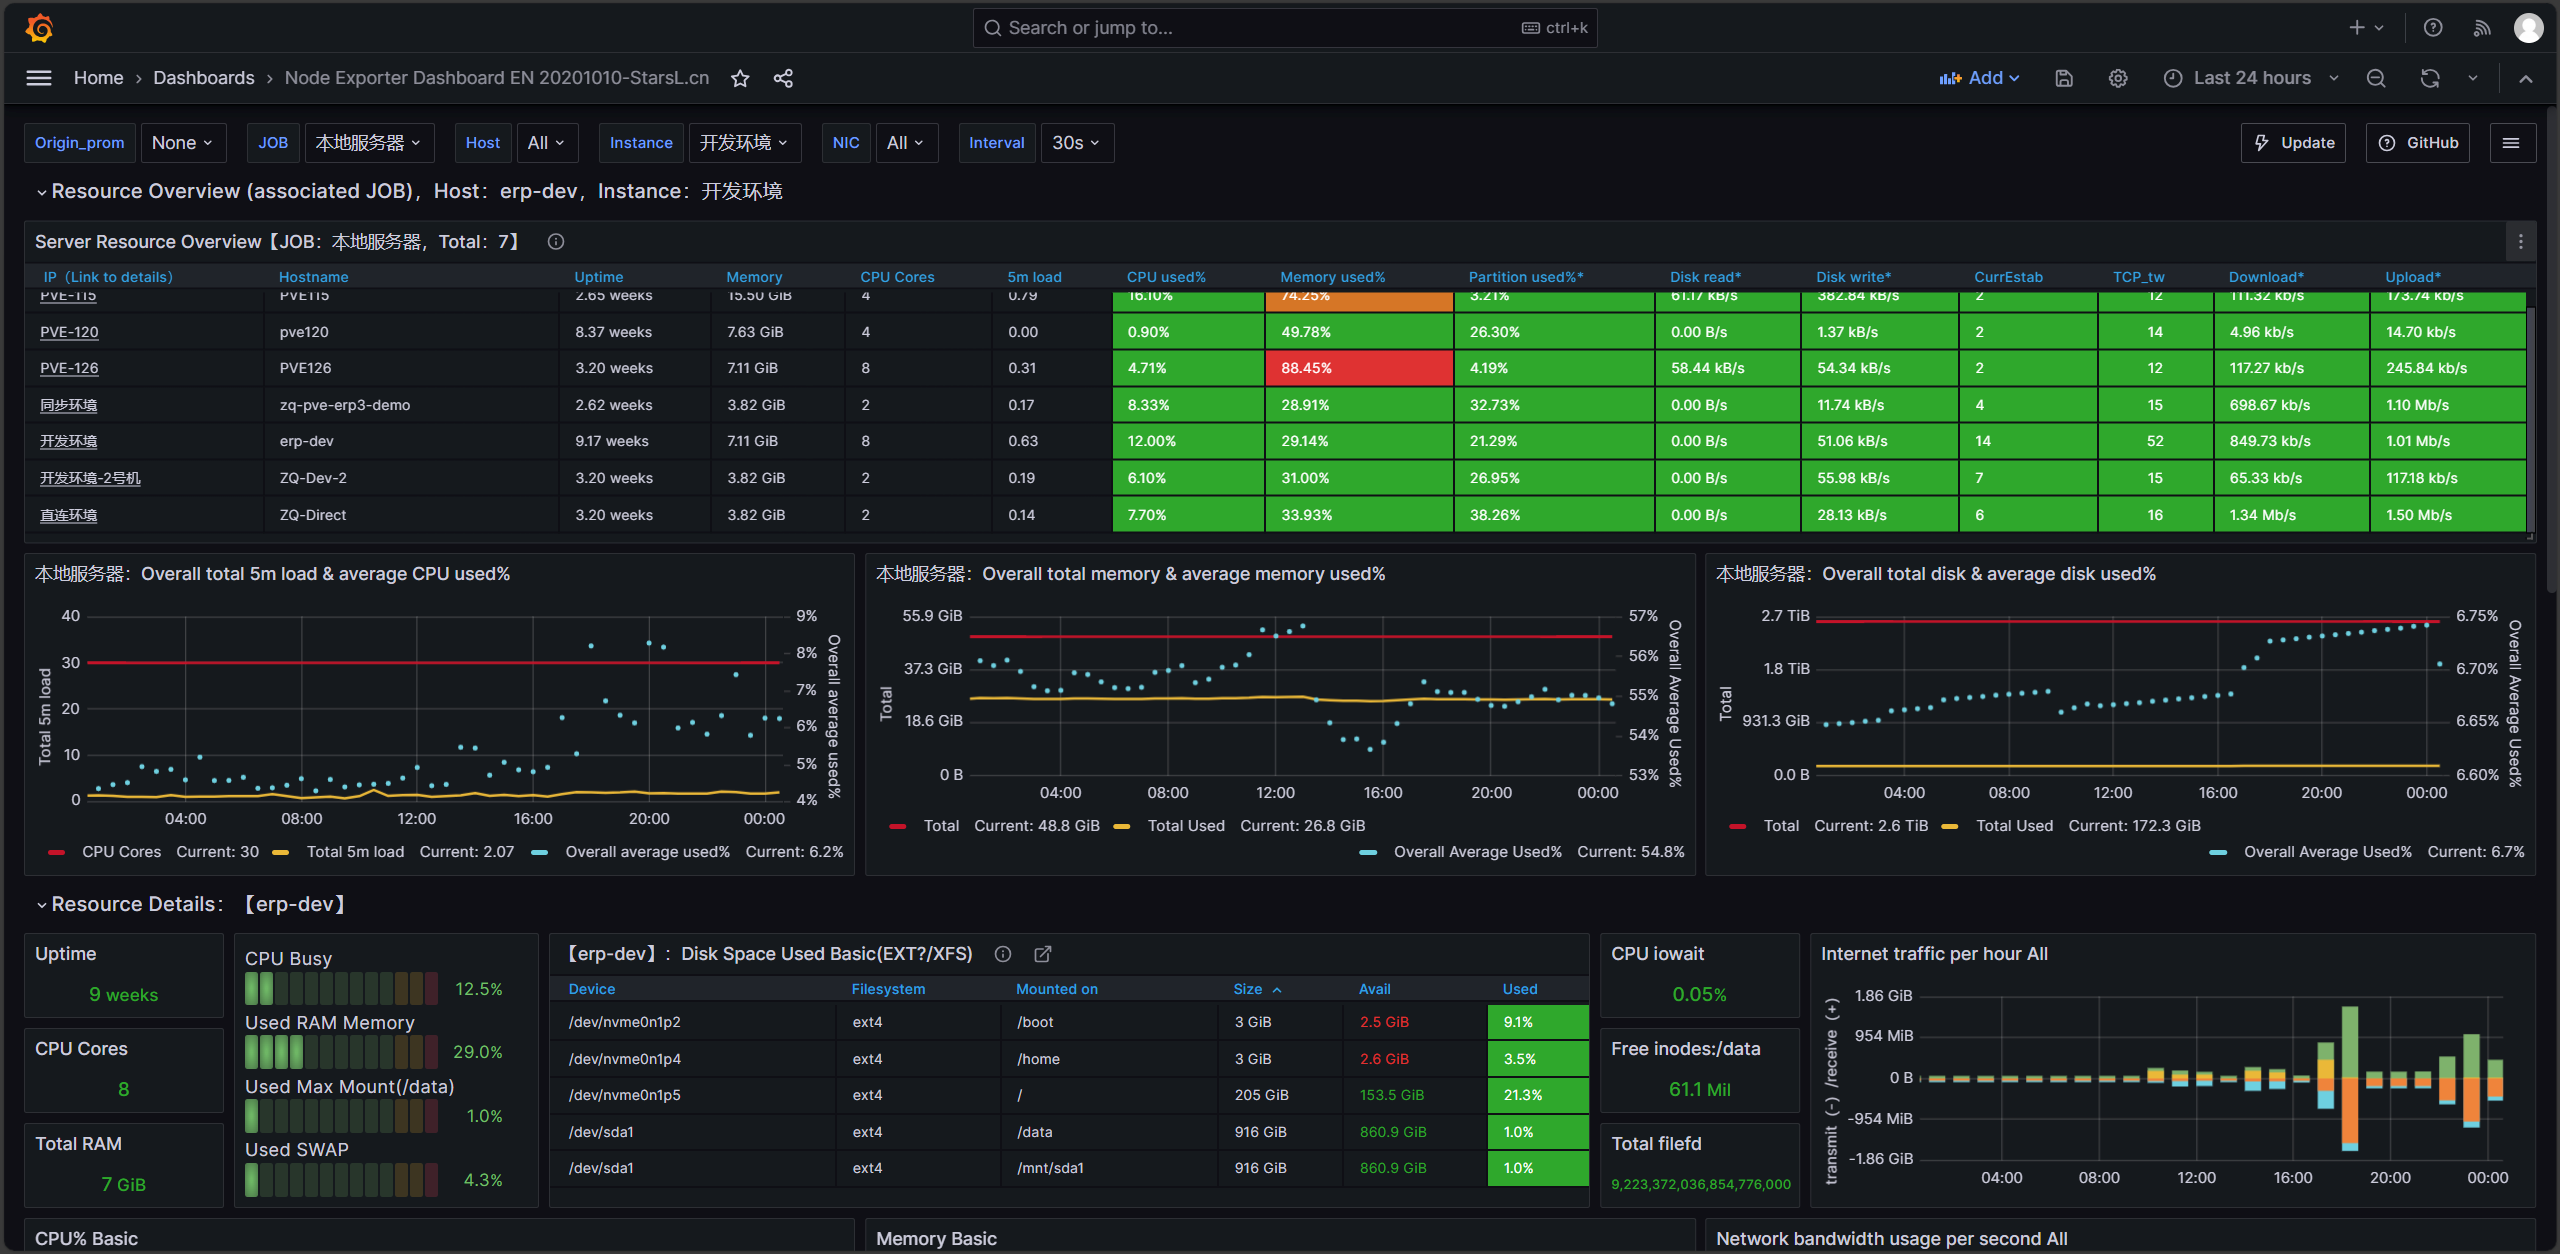 Search or jump to...
ctrl+k
Home › Dashboards › Node Exporter Dashboard EN 20201010-StarsL.cn
Add
Last 24 hours
Origin_prom None JOB 本地服务器 Host All Instance 开发环境 NIC All Interval 30s
Update
GitHub
Resource Overview (associated JOB)，Host：erp-dev，Instance：开发环境
Server Resource Overview【JOB：本地服务器，Total：7】
IP（Link to details） Hostname Uptime Memory CPU Cores 5m load CPU used% Memory used% Partition used%* Disk read* Disk write* CurrEstab TCP_tw Download* Upload*
PVE-115 PVE115 2.65 weeks 15.50 GiB 4 0.79 16.10% 74.25% 3.21% 61.17 kB/s 382.84 kB/s 2 12 111.32 kb/s 173.74 kb/s
PVE-120 pve120 8.37 weeks 7.63 GiB 4 0.00 0.90% 49.78% 26.30% 0.00 B/s 1.37 kB/s 2 14 4.96 kb/s 14.70 kb/s
PVE-126 PVE126 3.20 weeks 7.11 GiB 8 0.31 4.71% 88.45% 4.19% 58.44 kB/s 54.34 kB/s 2 12 117.27 kb/s 245.84 kb/s
同步环境 zq-pve-erp3-demo 2.62 weeks 3.82 GiB 2 0.17 8.33% 28.91% 32.73% 0.00 B/s 11.74 kB/s 4 15 698.67 kb/s 1.10 Mb/s
开发环境 erp-dev 9.17 weeks 7.11 GiB 8 0.63 12.00% 29.14% 21.29% 0.00 B/s 51.06 kB/s 14 52 849.73 kb/s 1.01 Mb/s
开发环境-2号机 ZQ-Dev-2 3.20 weeks 3.82 GiB 2 0.19 6.10% 31.00% 26.95% 0.00 B/s 55.98 kB/s 7 15 65.33 kb/s 117.18 kb/s
直连环境 ZQ-Direct 3.20 weeks 3.82 GiB 2 0.14 7.70% 33.93% 38.26% 0.00 B/s 28.13 kB/s 6 16 1.34 Mb/s 1.50 Mb/s
本地服务器：Overall total 5m load & average CPU used%
Total 5m load
40
30
20
10
0
9%
8%
7%
6%
5%
4%
Overall average used%
04:00 08:00 12:00 16:00 20:00 00:00
CPU Cores Current: 30 Total 5m load Current: 2.07 Overall average used% Current: 6.2%
本地服务器：Overall total memory & average memory used%
Total
55.9 GiB
37.3 GiB
18.6 GiB
0 B
57%
56%
55%
54%
53%
Overall Average Used%
04:00 08:00 12:00 16:00 20:00 00:00
Total Current: 48.8 GiB Total Used Current: 26.8 GiB
Overall Average Used% Current: 54.8%
本地服务器：Overall total disk & average disk used%
Total
2.7 TiB
1.8 TiB
931.3 GiB
0.0 B
6.75%
6.70%
6.65%
6.60%
Overall Average Used%
04:00 08:00 12:00 16:00 20:00 00:00
Total Current: 2.6 TiB Total Used Current: 172.3 GiB
Overall Average Used% Current: 6.7%
Resource Details：【erp-dev】
Uptime
9 weeks
CPU Cores
8
Total RAM
7 GiB
CPU Busy
12.5%
Used RAM Memory
29.0%
Used Max Mount(/data)
1.0%
Used SWAP
4.3%
【erp-dev】：Disk Space Used Basic(EXT?/XFS)
Device Filesystem Mounted on Size Avail Used
/dev/nvme0n1p2 ext4 /boot 3 GiB 2.5 GiB 9.1%
/dev/nvme0n1p4 ext4 /home 3 GiB 2.6 GiB 3.5%
/dev/nvme0n1p5 ext4 / 205 GiB 153.5 GiB 21.3%
/dev/sda1 ext4 /data 916 GiB 860.9 GiB 1.0%
/dev/sda1 ext4 /mnt/sda1 916 GiB 860.9 GiB 1.0%
CPU iowait
0.05%
Free inodes:/data
61.1 Mil
Total filefd
9,223,372,036,854,776,000
Internet traffic per hour All
transmit (-) /receive (+)
1.86 GiB
954 MiB
0 B
-954 MiB
-1.86 GiB
04:00 08:00 12:00 16:00 20:00 00:00
CPU% Basic
Memory Basic
Network bandwidth usage per second All